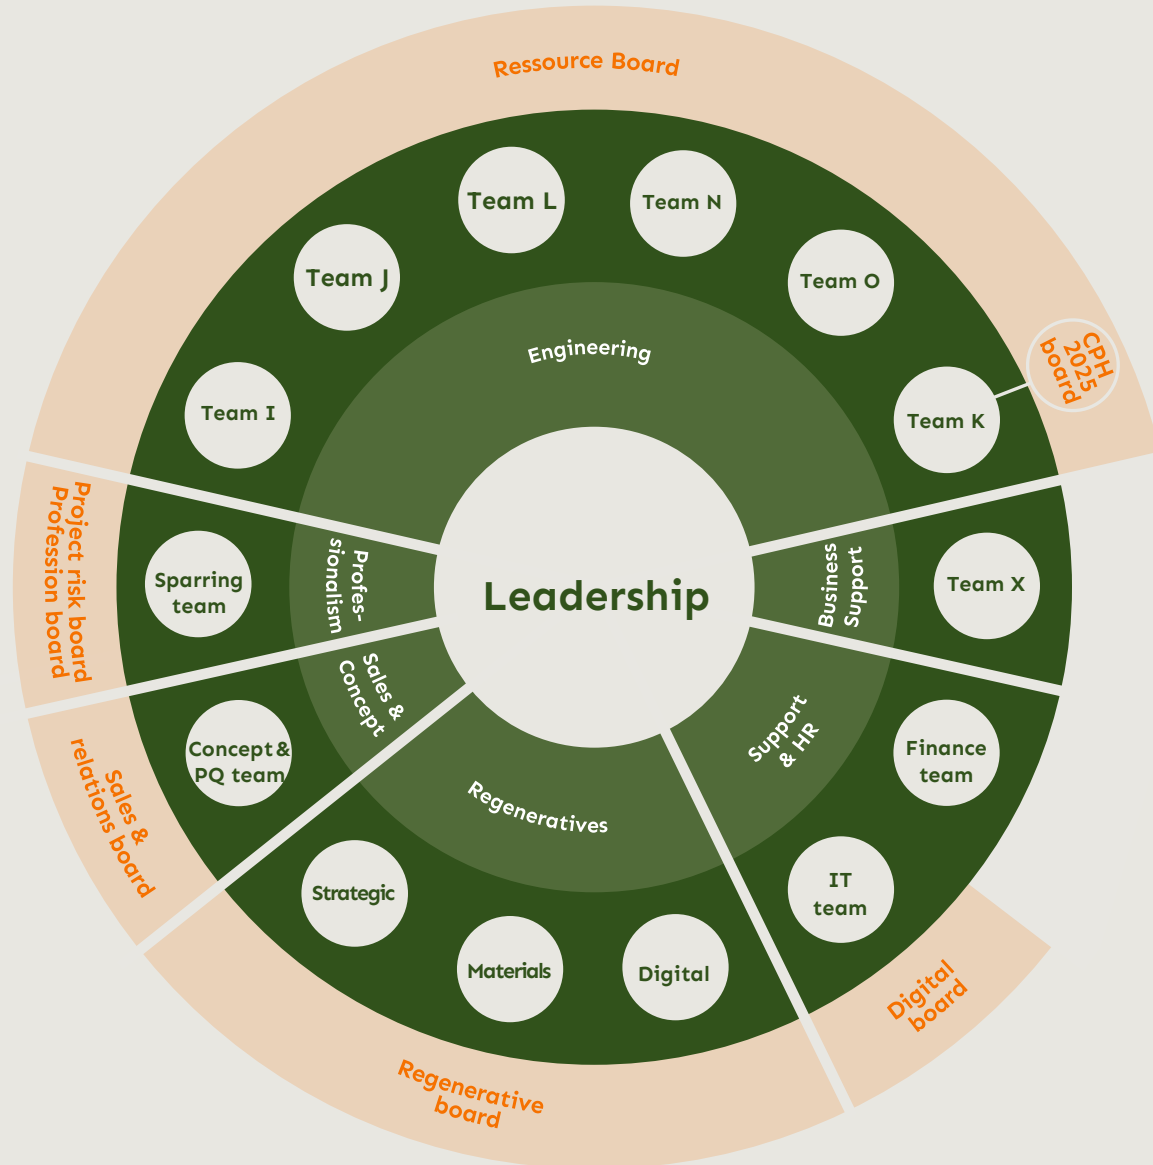 Ressource Board
Team L
Team N
Team J
Team O
Engineering
CPH
2025
board
Team I
Team K
Project risk board
Profession board
Sparring
team
Profes-
sionalism
Leadership
Business
Support
Team X
Sales &
Concept
Concept &
PQ team
Sales &
relations board
Support
& HR
Finance
team
Regeneratives
Strategic
Materials
Digital
IT
team
Digital
board
Regenerative
board